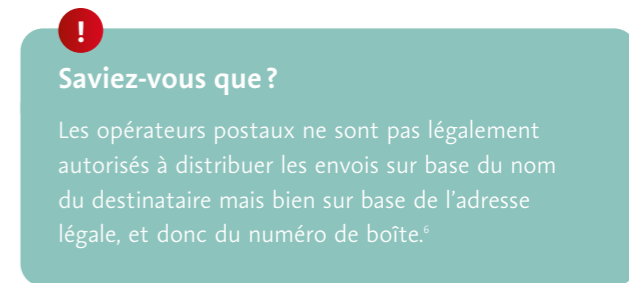 !
Saviez-vous que ?
Les opérateurs postaux ne sont pas légalement
autorisés à distribuer les envois sur base du nom
du destinataire mais bien sur base de l’adresse
légale, et donc du numéro de boîte.⁶